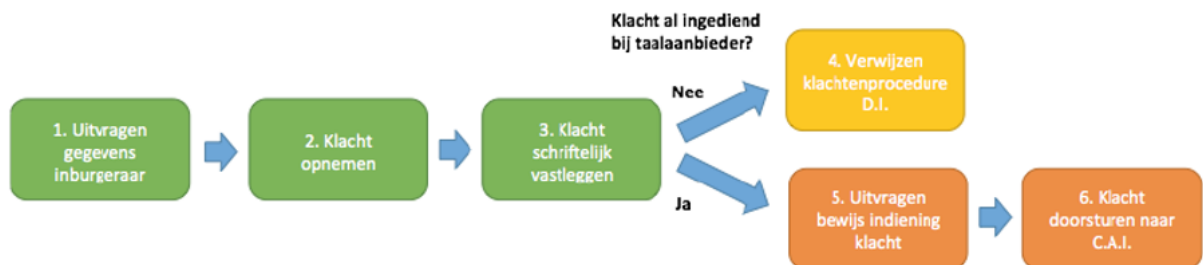 Klacht al ingediend
bij taalaanbieder?
1. Uitvragen
gegevens
inburgeraar
2. Klacht
opnemen
3. Klacht
schriftelijk
vastleggen
Nee
4. Verwijzen
klachtenprocedure
D.I.
Ja
5. Uitvragen
bewijs indiening
klacht
6. Klacht
doorsturen naar
C.A.I.